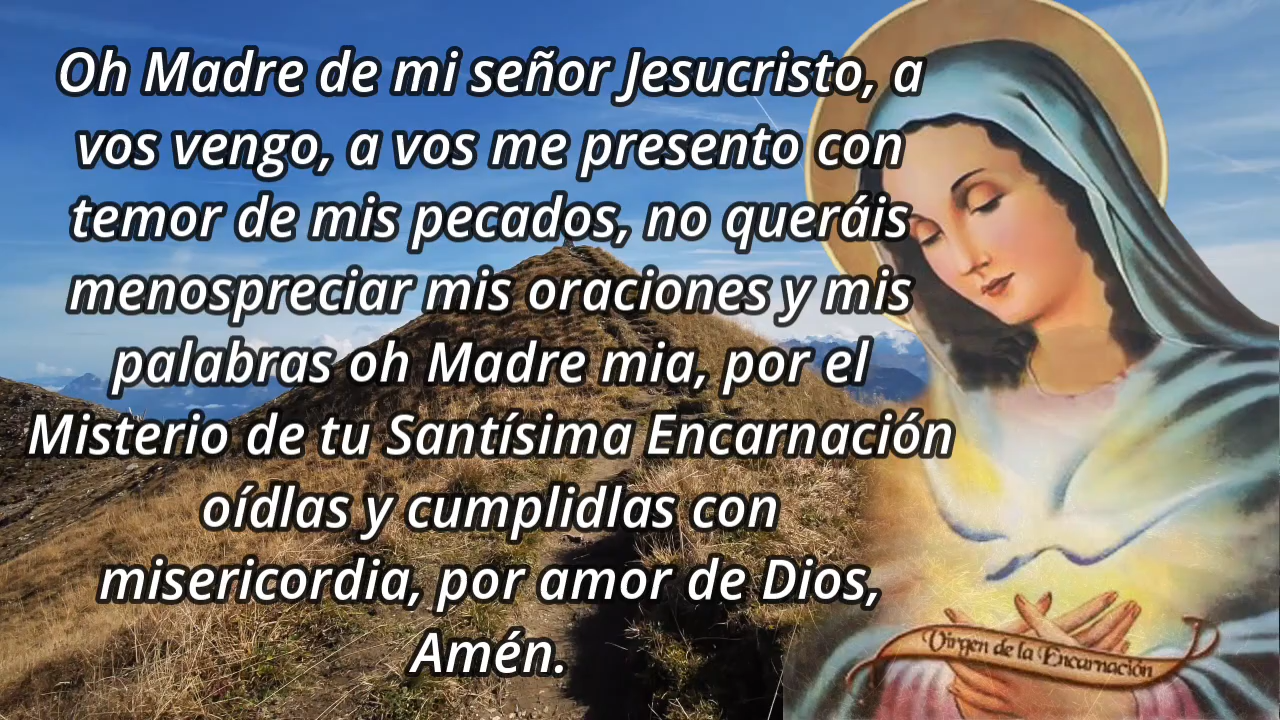 Oh Madre de mi señor Jesucristo, a
vos vengo, a vos me presento con
temor de mis pecados, no queráis
menospreciar mis oraciones y mis
palabras oh Madre mia, por el
Misterio de tu Santísima Encarnación
oídlas y cumplidlas con
misericordia, por amor de Dios,
Amén.
Virgen de la Encarnación